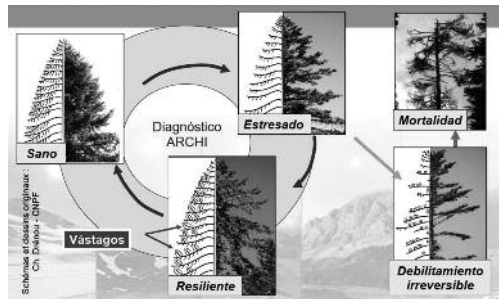 Diagnóstico
ARCHI
Sano
Estresado
Mortalidad
Vástagos
Resiliente
Debilitamiento
irreversible
Schémas et dessins originaux :
Ch. Drénou - CNPF